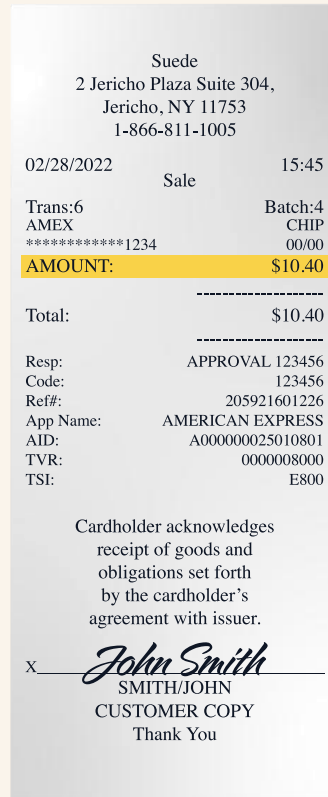 Suede
2 Jericho Plaza Suite 304,
Jericho, NY 11753
1-866-811-1005
02/28/2022 15:45
Sale
Trans:6 Batch:4
AMEX CHIP
************1234 00/00
AMOUNT: $10.40
Total: $10.40
Resp: APPROVAL 123456
Code: 123456
Ref#: 205921601226
App Name: AMERICAN EXPRESS
AID: A000000025010801
TVR: 0000008000
TSI: E800
Cardholder acknowledges
receipt of goods and
obligations set forth
by the cardholder’s
agreement with issuer.
X John Smith
SMITH/JOHN
CUSTOMER COPY
Thank You